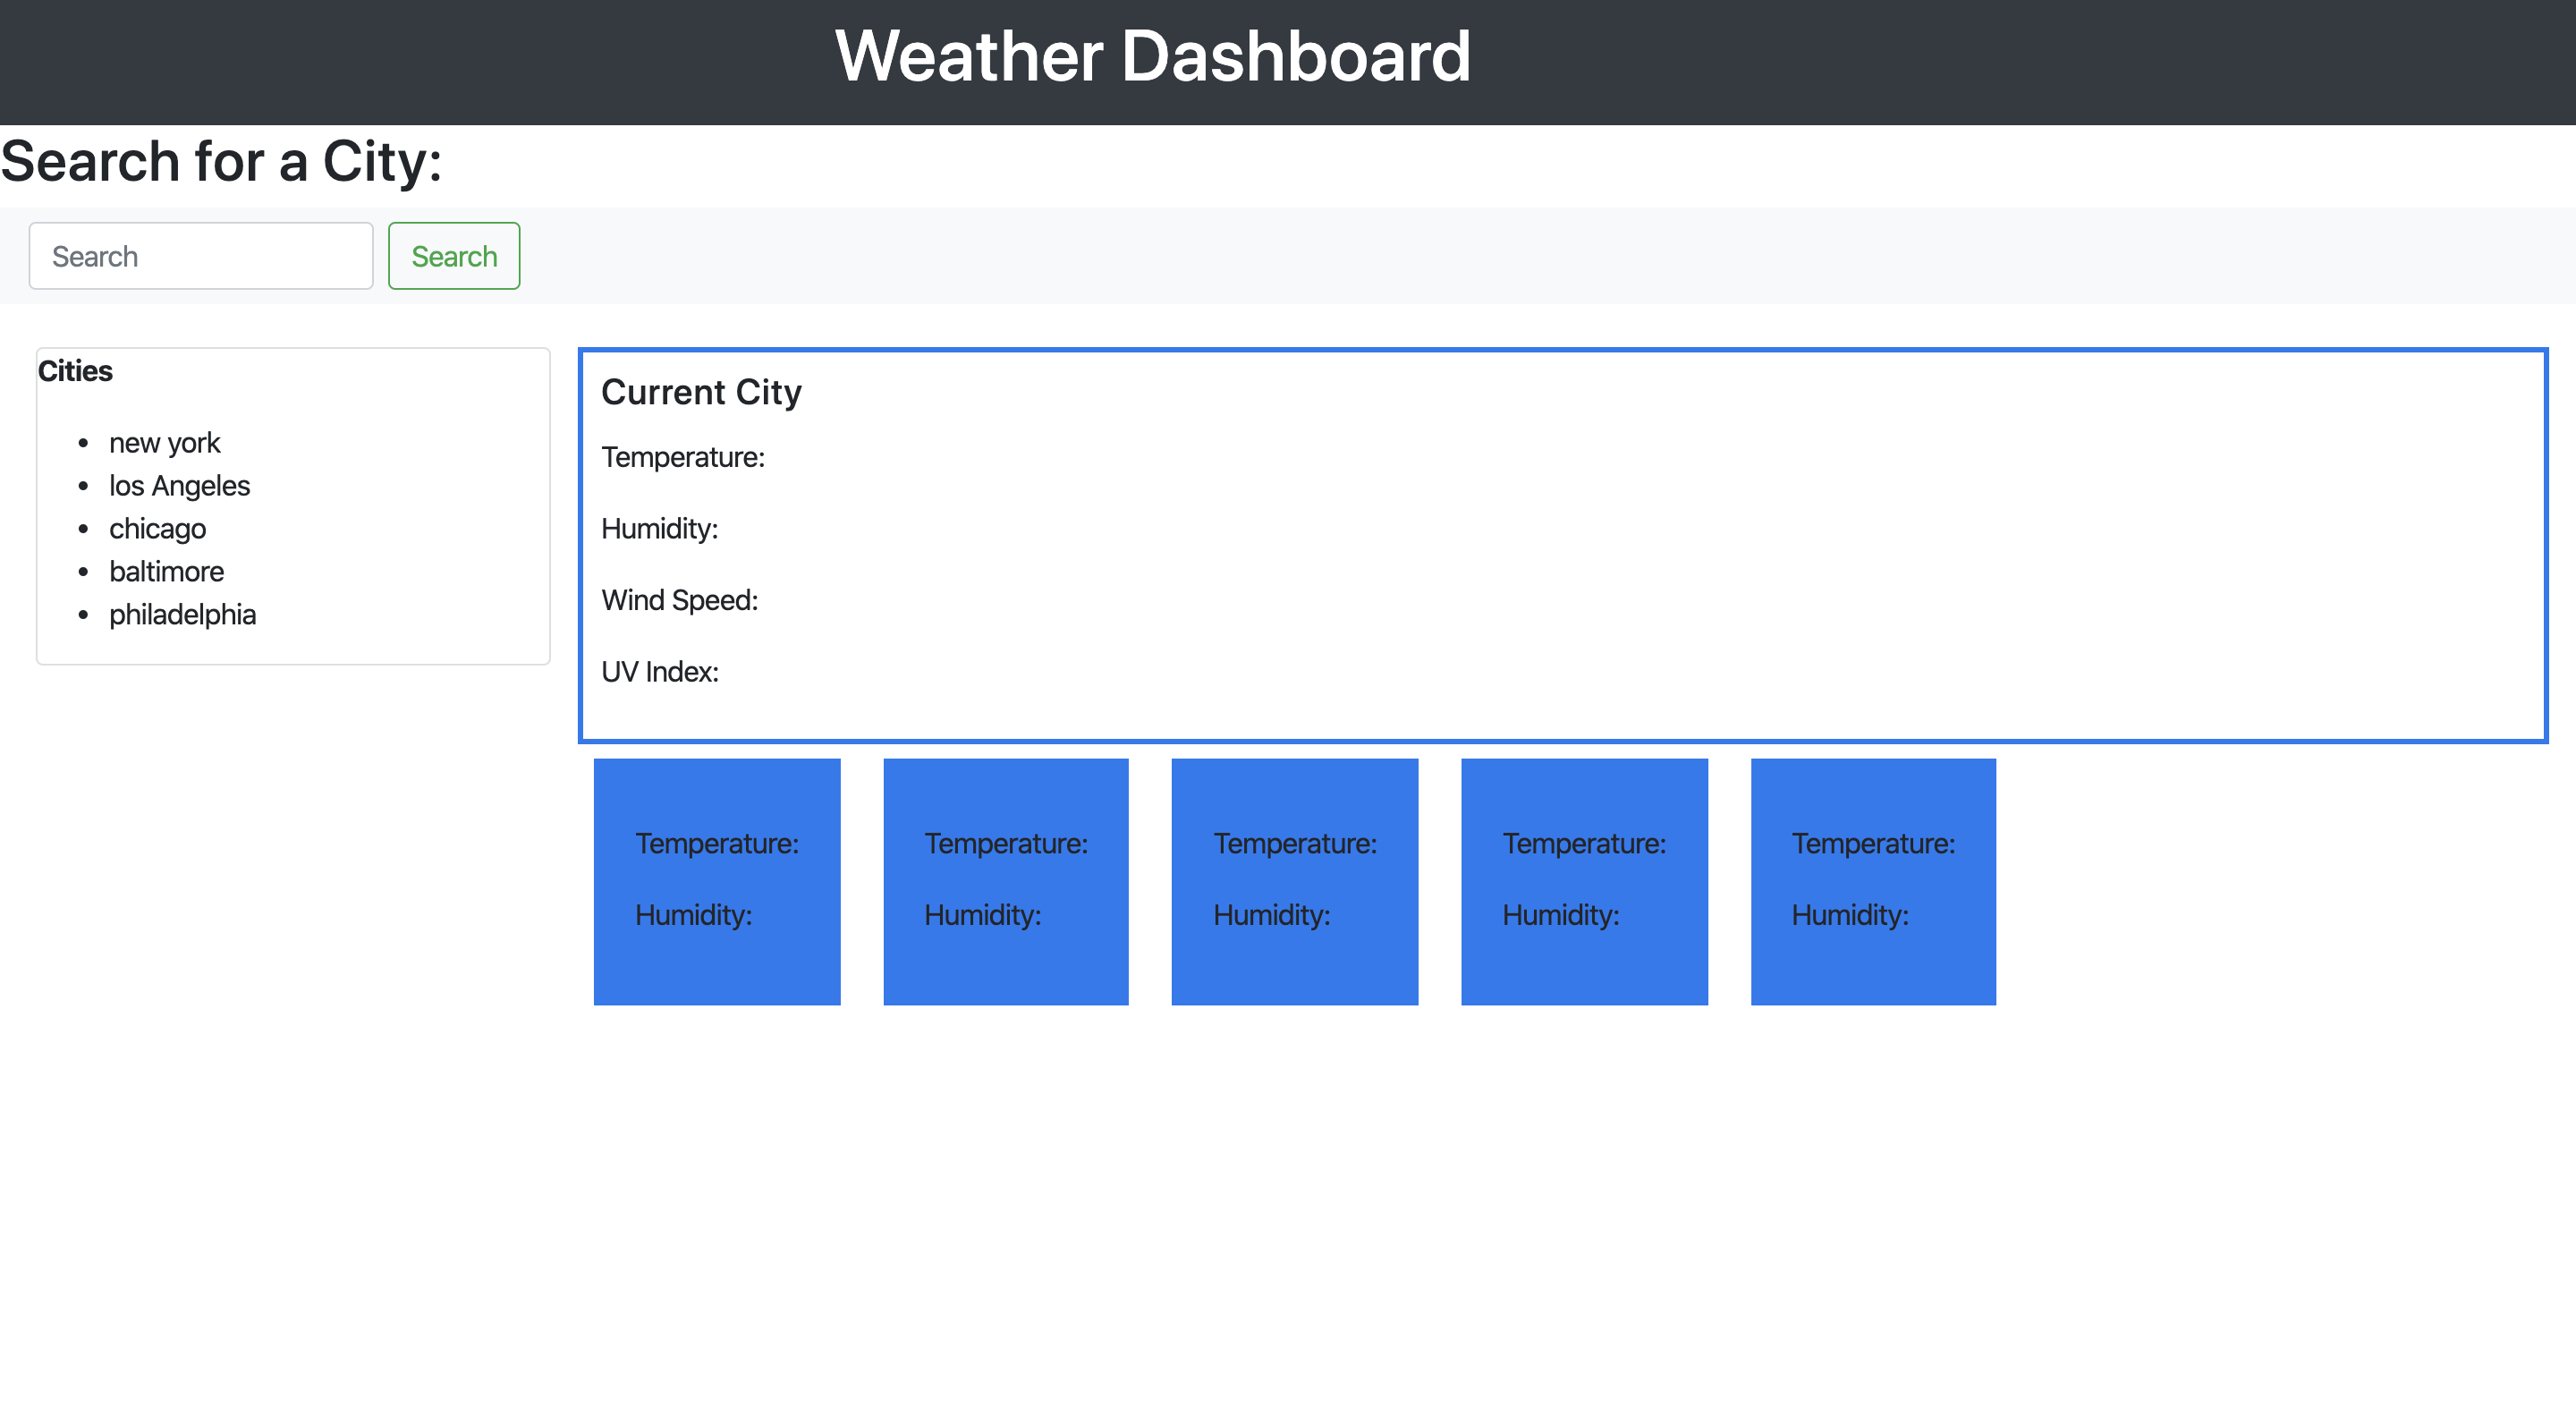 Weather Dashboard
Search for a City:
Search Search
Cities
new york
los Angeles
chicago
baltimore
philadelphia
Current City
Temperature:
Humidity:
Wind Speed:
UV Index:
Temperature: Temperature: Temperature: Temperature: Temperature:
Humidity: Humidity: Humidity: Humidity: Humidity: